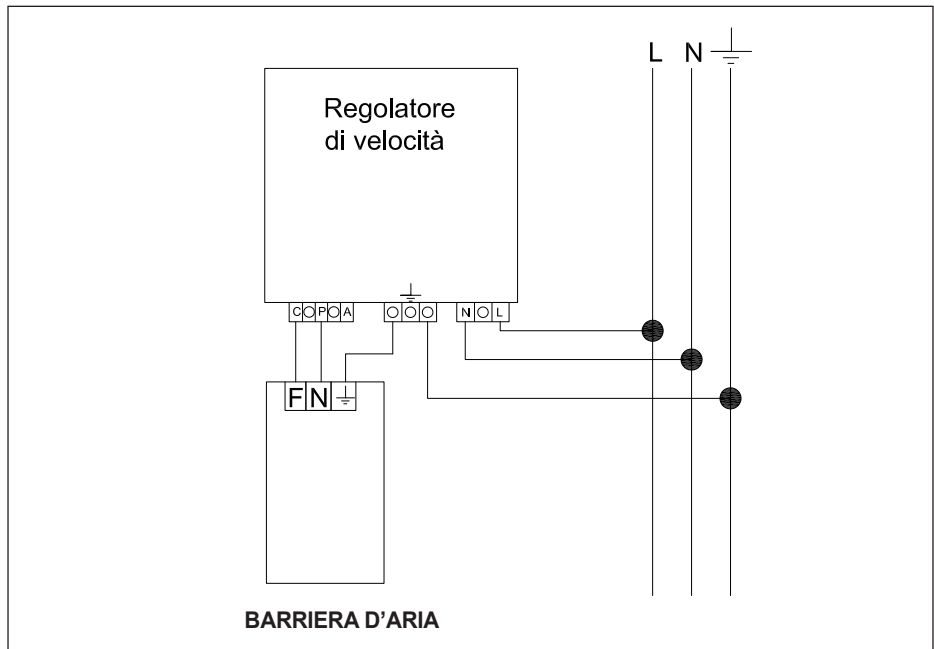 L N
Regolatore
di velocità
C P A N L
F N
BARRIERA D'ARIA